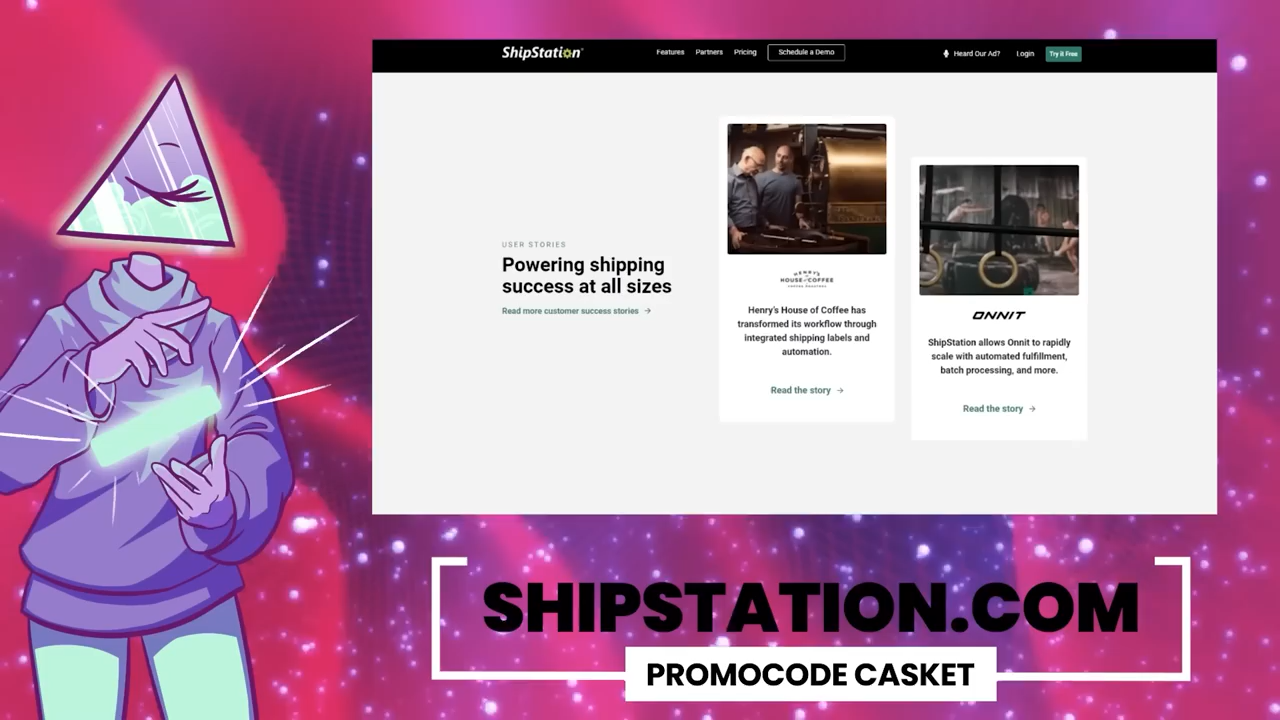 ShipStation
Features
Partners
Pricing
Schedule a Demo
Heard Our Ad?
Login
Try it Free
USER STORIES
Powering shipping
success at all sizes
Read more customer success stories →
HENRY'S
HOUSE OF COFFEE
Henry's House of Coffee has
transformed its workflow through
integrated shipping labels and
automation.
Read the story →
ONNIT
ShipStation allows Onnit to rapidly
scale with automated fulfillment,
batch processing, and more.
Read the story →
SHIPSTATION.COM
PROMOCODE CASKET